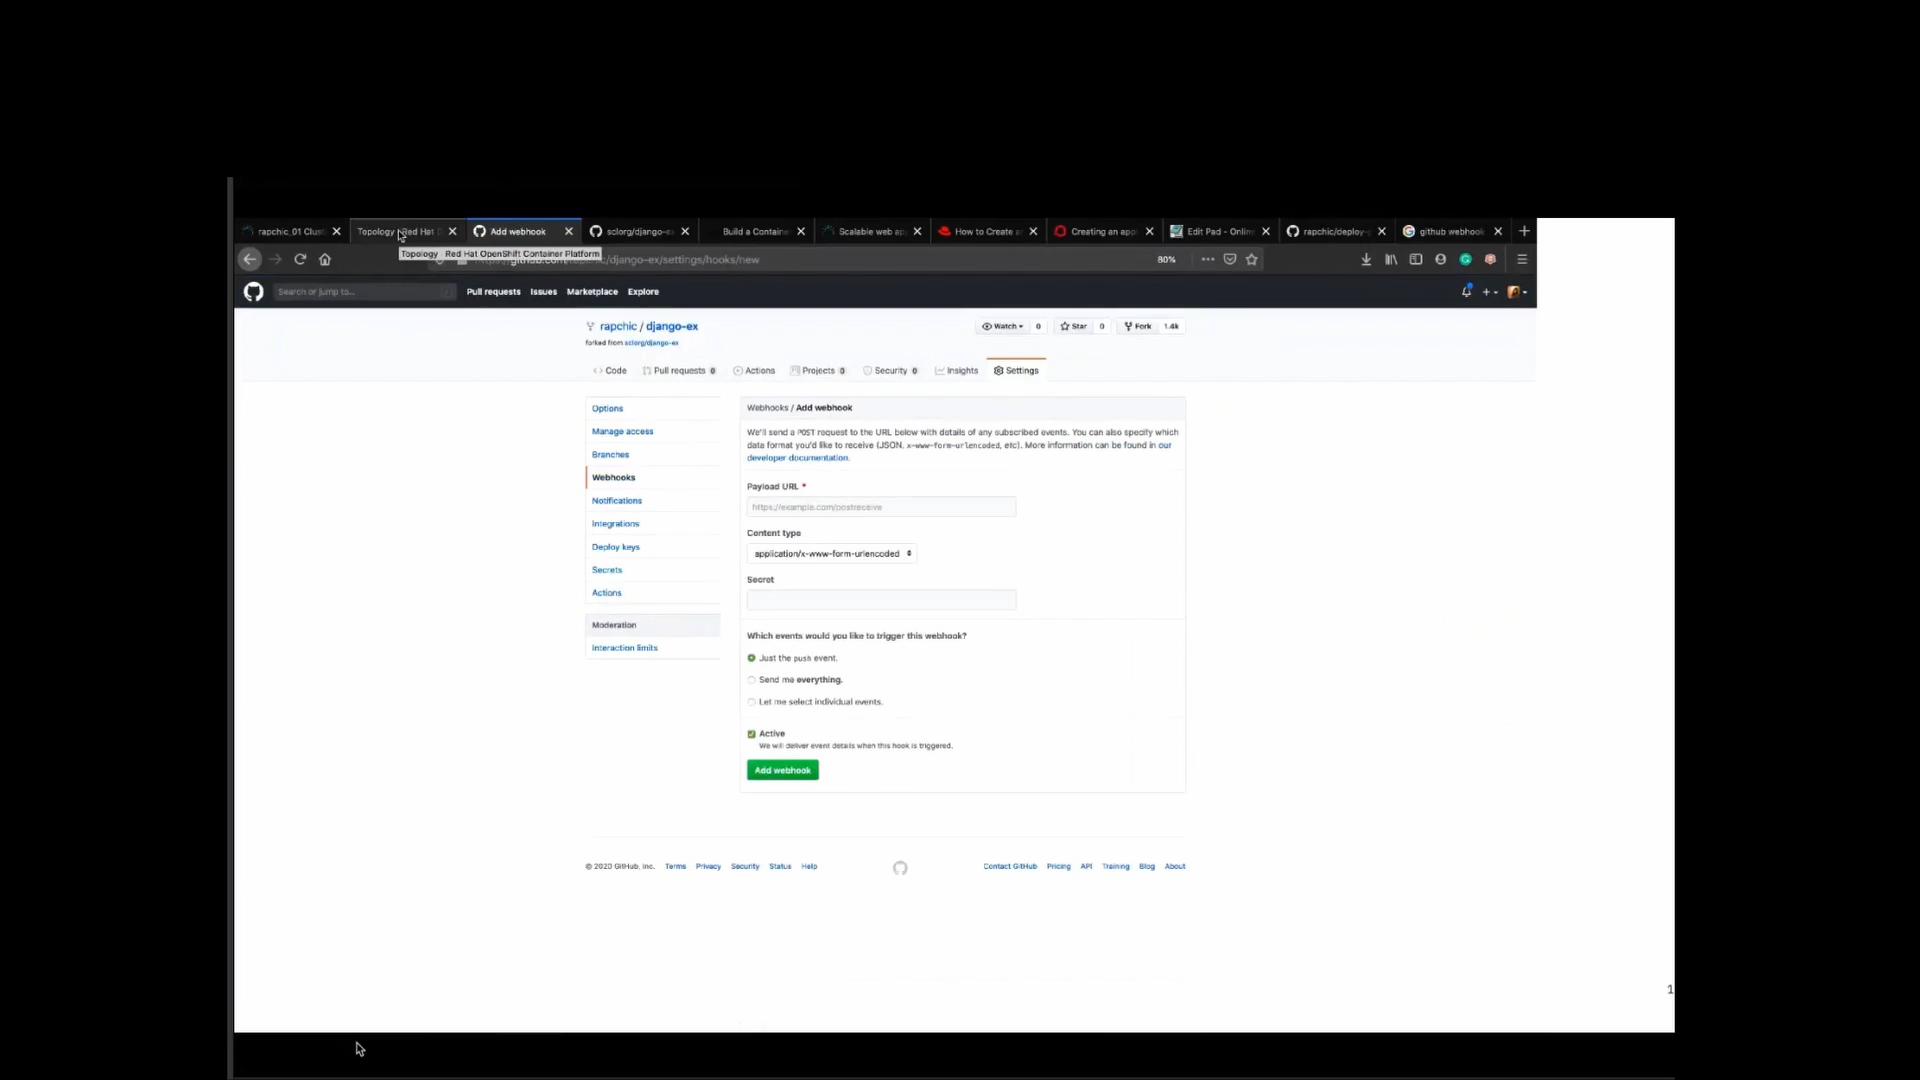 rapchic_01 Clust
Topology Red Hat
Add webhook
sclorg/django-e
Build a Containe
Scalable web ap
How to Create a
Creating an app
Edit Pad - Onlin
rapchic/deploy-
github webhook
Topology · Red Hat OpenShift Container Platform
django-ex/settings/hooks/new
80%
Search or jump to...
Pull requests
Issues
Marketplace
Explore
rapchic / django-ex
forked from sclorg/django-ex
Watch 0
Star 0
Fork 1.4k
Code
Pull requests 0
Actions
Projects 0
Security 0
Insights
Settings
Options
Manage access
Branches
Webhooks
Notifications
Integrations
Deploy keys
Secrets
Actions
Moderation
Interaction limits
Webhooks / Add webhook
We'll send a POST request to the URL below with details of any subscribed events. You can also specify which
data format you'd like to receive (JSON, x-www-form-urlencoded, etc). More information can be found in our
developer documentation.
Payload URL *
https://example.com/postreceive
Content type
application/x-www-form-urlencoded
Secret
Which events would you like to trigger this webhook?
Just the push event.
Send me everything.
Let me select individual events.
Active
We will deliver event details when this hook is triggered.
Add webhook
© 2020 GitHub, Inc.
Terms
Privacy
Security
Status
Help
Contact GitHub
Pricing
API
Training
Blog
About
1